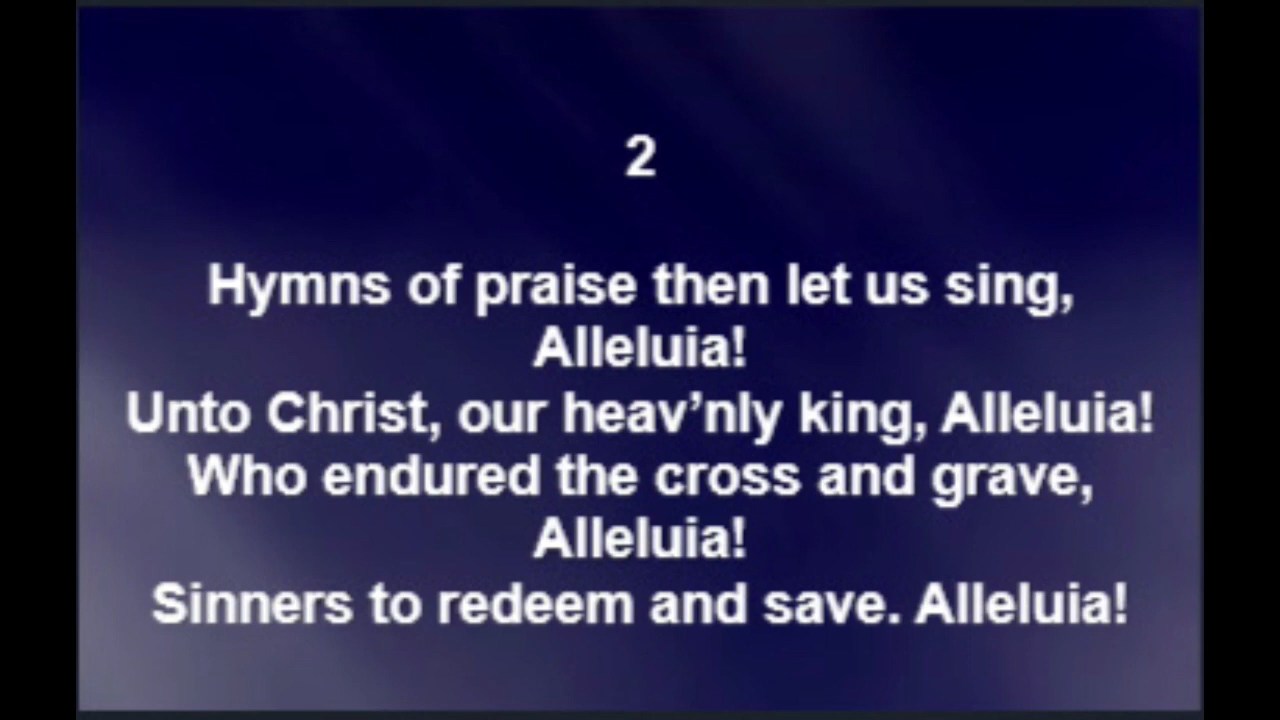 2
Hymns of praise then let us sing,
Alleluia!
Unto Christ, our heav’nly king, Alleluia!
Who endured the cross and grave,
Alleluia!
Sinners to redeem and save. Alleluia!